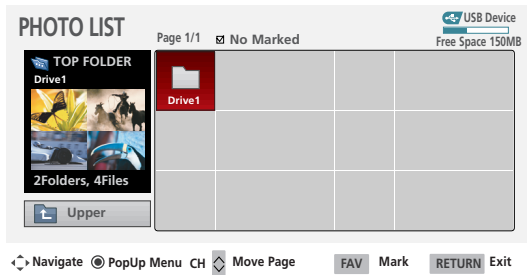 PHOTO LIST
Page 1/1
No Marked
USB Device
Free Space 150MB
TOP FOLDER
Drive1
2Folders, 4Files
Upper
Drive1
Navigate
PopUp Menu
CH
Move Page
FAV
Mark
RETURN
Exit